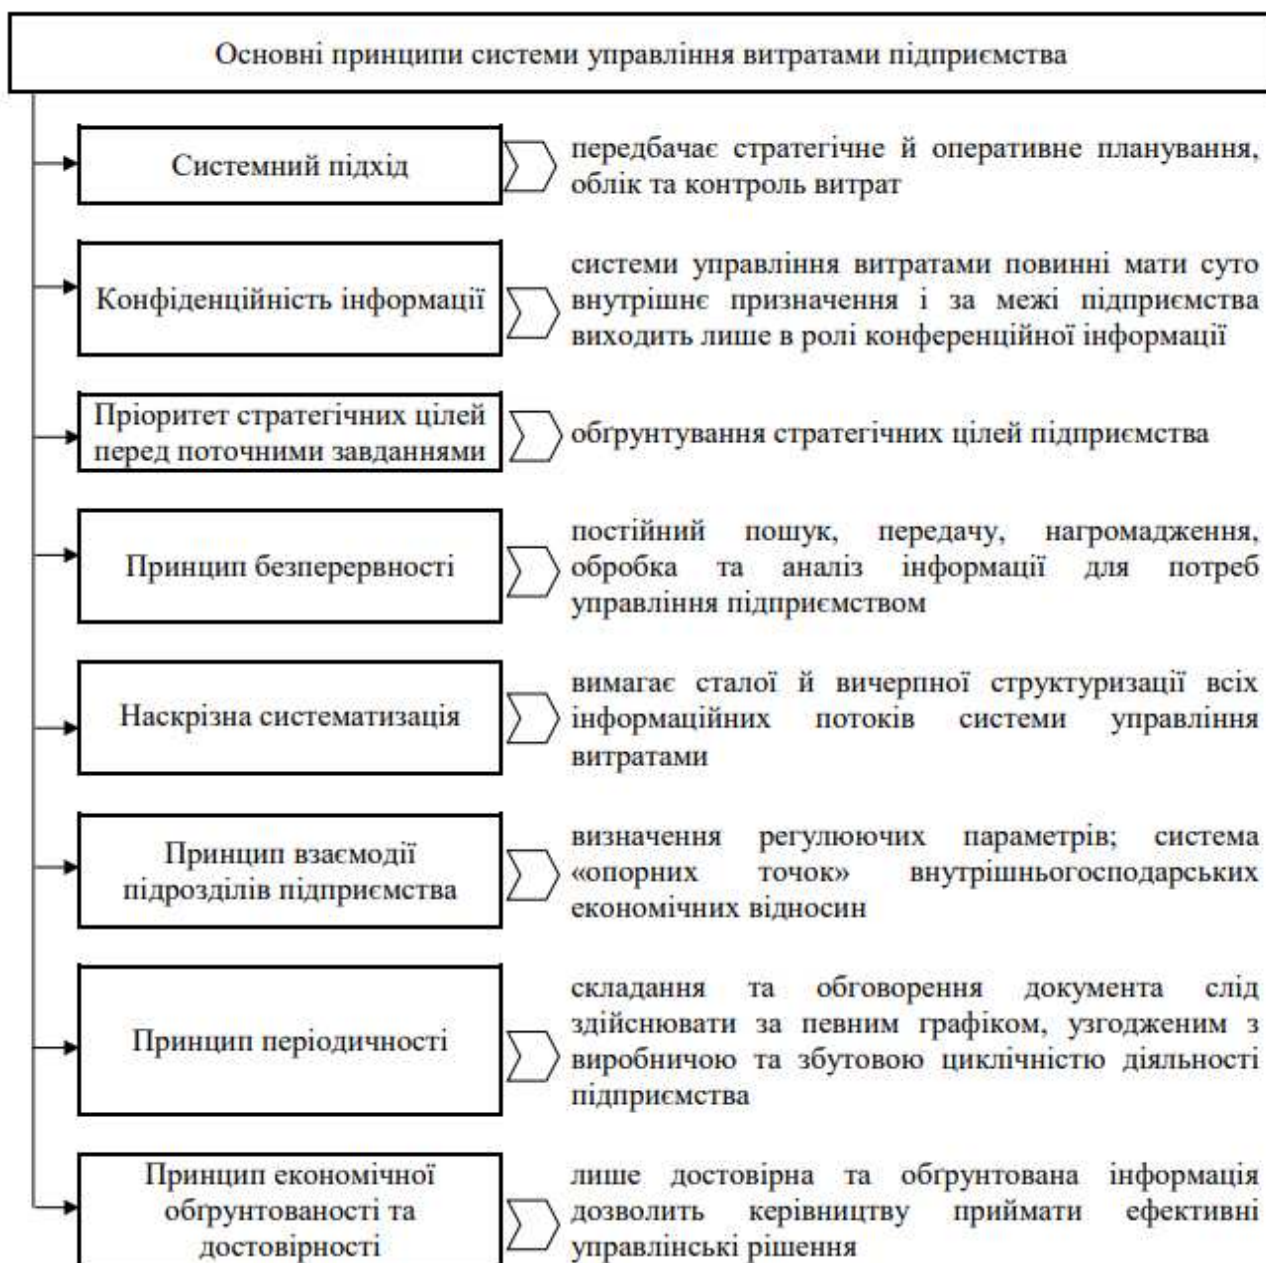 Основні принципи системи управління витратами підприємства
Системний підхід
передбачає стратегічне й оперативне планування,
облік та контроль витрат
Конфіденційність інформації
системи управління витратами повинні мати суто
внутрішнє призначення і за межі підприємства
виходить лише в ролі конференційної інформації
Пріоритет стратегічних цілей
перед поточними завданнями
обґрунтування стратегічних цілей підприємства
Принцип безперервності
постійний пошук, передачу, нагромадження,
обробка та аналіз інформації для потреб
управління підприємством
Наскрізна систематизація
вимагає сталої й вичерпної структуризації всіх
інформаційних потоків системи управління
витратами
Принцип взаємодії
підрозділів підприємства
визначення регулюючих параметрів; система
«опорних точок» внутрішньогосподарських
економічних відносин
Принцип періодичності
складання та обговорення документа слід
здійснювати за певним графіком, узгодженим з
виробничою та збутовою циклічністю діяльності
підприємства
Принцип економічної
обґрунтованості та
достовірності
лише достовірна та обґрунтована інформація
дозволить керівництву приймати ефективні
управлінські рішення